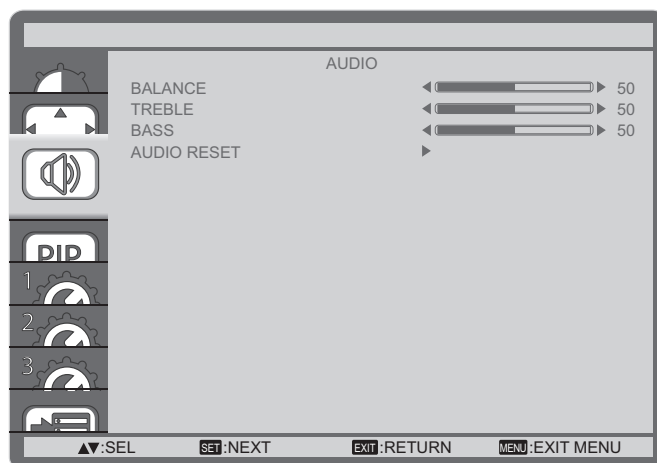 AUDIO
BALANCE 50
TREBLE 50
BASS 50
AUDIO RESET
PIP
1
2
3
▲▼:SEL SET:NEXT EXIT:RETURN MENU:EXIT MENU